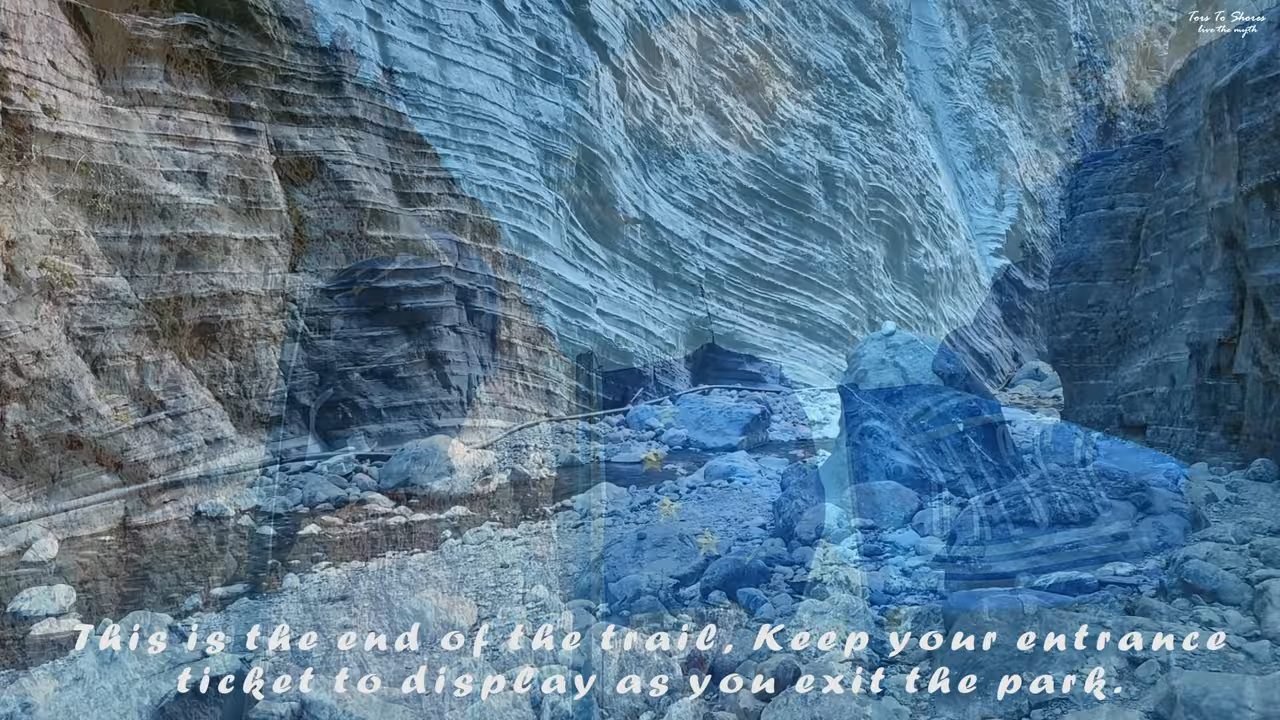 Tors To Shores
live the myth
This is the end of the trail, Keep your entrance
ticket to display as you exit the park.